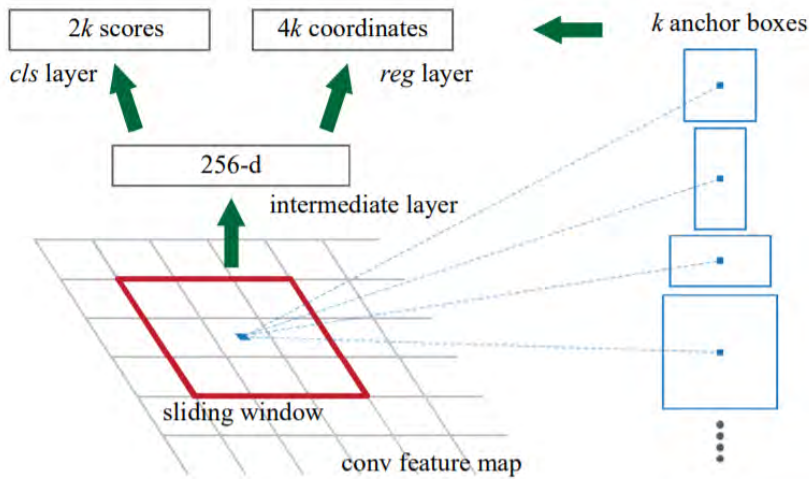 2k scores
4k coordinates
k anchor boxes
cls layer
reg layer
256-d
intermediate layer
sliding window
conv feature map